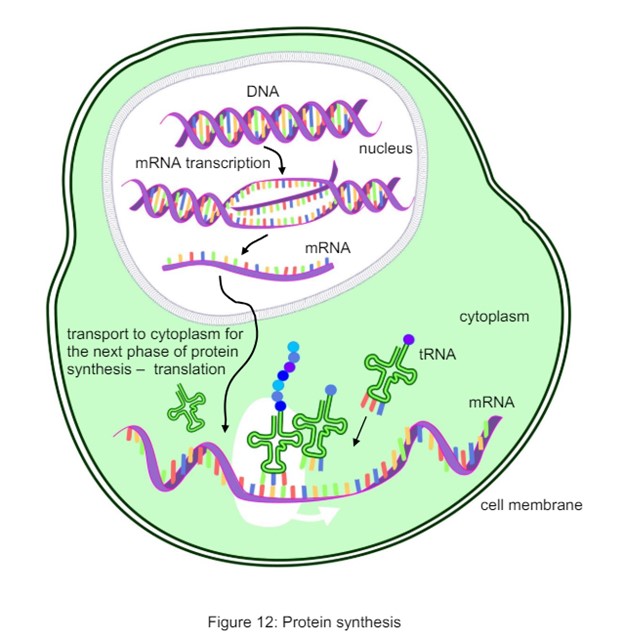 DNA
nucleus
mRNA transcription
mRNA
transport to cytoplasm for
the next phase of protein
synthesis – translation
cytoplasm
tRNA
mRNA
cell membrane
Figure 12: Protein synthesis